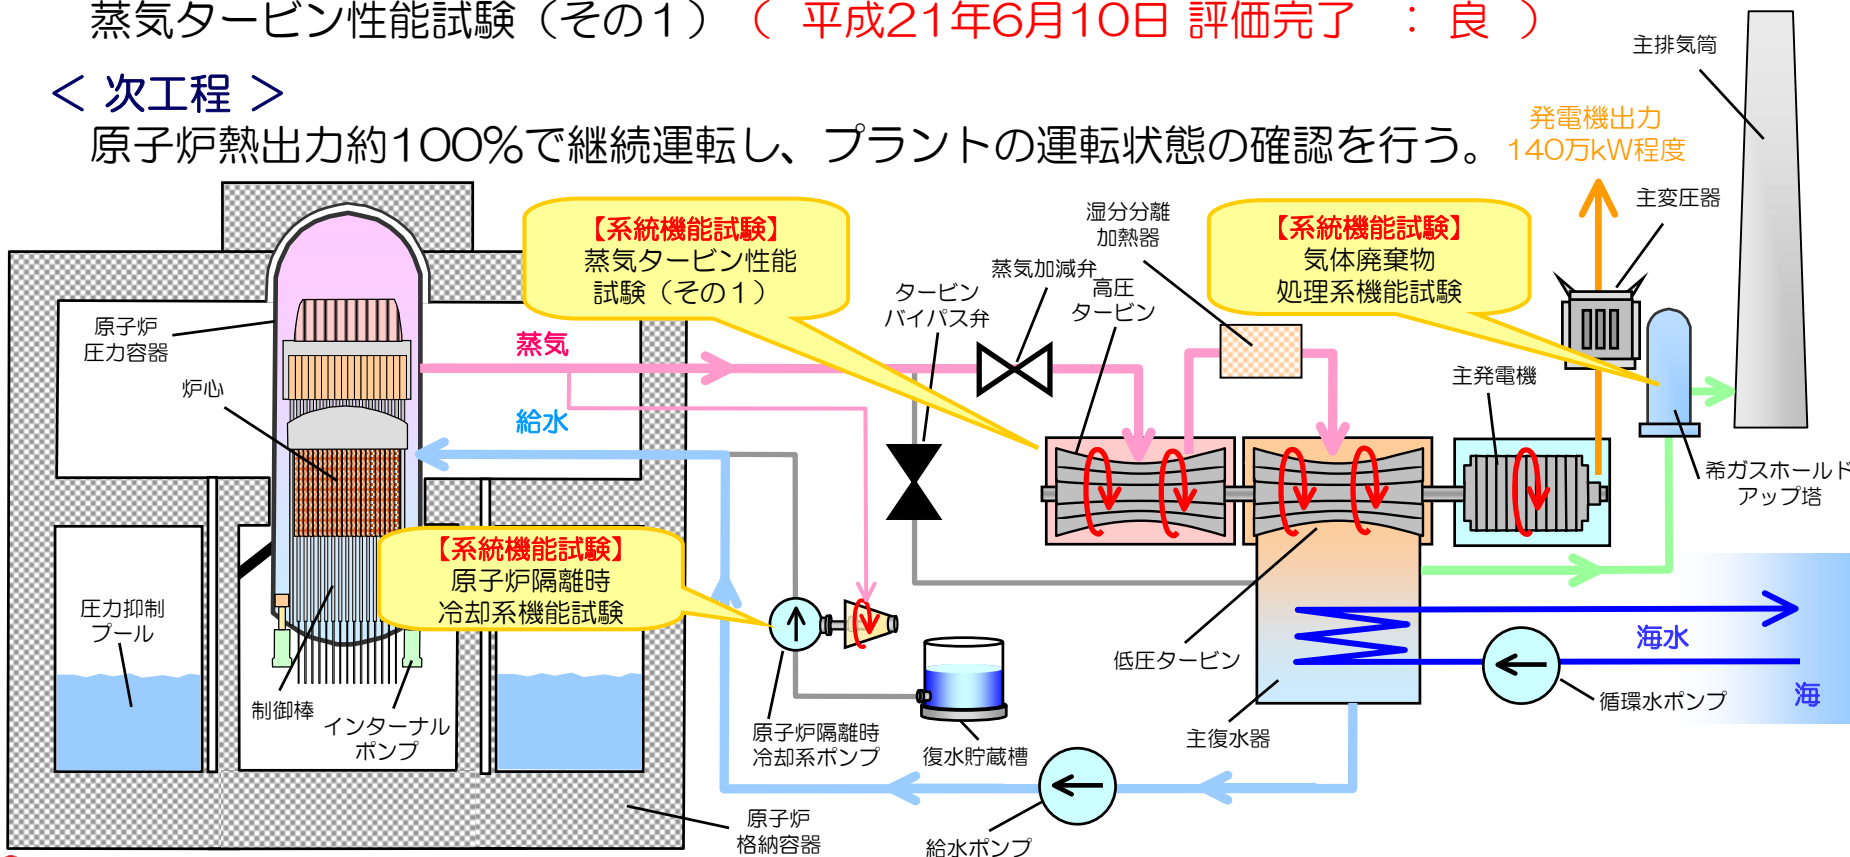 蒸気タービン性能試験（その１）（　平成21年6月10日 評価完了　：良　）
＜ 次工程 ＞
原子炉熱出力約100％で継続運転し、プラントの運転状態の確認を行う。
発電機出力
140万kW程度
主排気筒
主変圧器
【系統機能試験】
蒸気タービン性能
試験（その１）
湿分分離
加熱器
【系統機能試験】
気体廃棄物
処理系機能試験
蒸気加減弁
高圧
タービン
タービン
バイパス弁
原子炉
圧力容器
蒸気
炉心
給水
主発電機
希ガスホールド
アップ塔
【系統機能試験】
原子炉隔離時
冷却系機能試験
圧力抑制
プール
制御棒
インターナル
ポンプ
原子炉隔離時
冷却系ポンプ
復水貯蔵槽
低圧タービン
主復水器
海水
海
循環水ポンプ
原子炉
格納容器
給水ポンプ